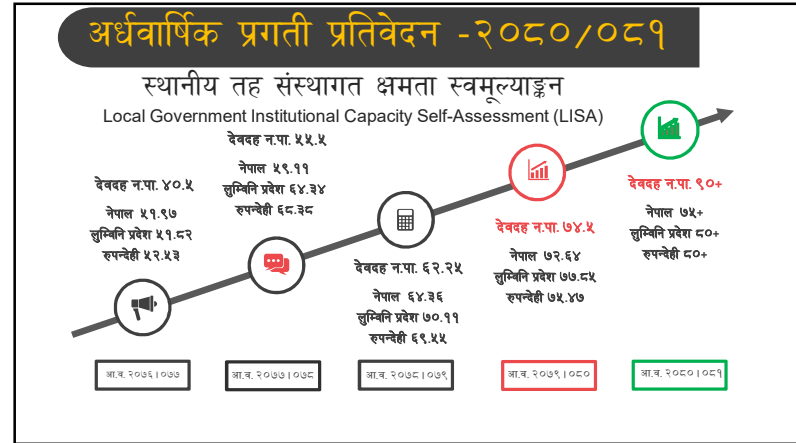 अर्धवार्षिक प्रगती प्रतिवेदन -२०८०/०८१
स्थानीय तह संस्थागत क्षमता स्वमूल्याङ्कन
Local Government Institutional Capacity Self-Assessment (LISA)
देवदह न.पा. ४०.५
नेपाल ५१.९७
लुम्विनि प्रदेश ५१.८२
रुपन्देही ५२.५३
देवदह न.पा. ५५.५
नेपाल ५९.११
लुम्विनि प्रदेश ६४.३४
रुपन्देही ६८.३८
देवदह न.पा. ६२.२५
नेपाल ६४.३६
लुम्विनि प्रदेश ७०.११
रुपन्देही ६९.५५
देवदह न.पा. ७४.५
नेपाल ७२.६४
लुम्विनि प्रदेश ७७.८५
रुपन्देही ७५.४७
देवदह न.पा. ९०+
नेपाल ७५+
लुम्विनि प्रदेश ८०+
रुपन्देही ८०+
आ.व. २०७६।०७७
आ.व. २०७७।०७८
आ.व. २०७८।०७९
आ.व. २०७९।०८०
आ.व. २०८०।०८१